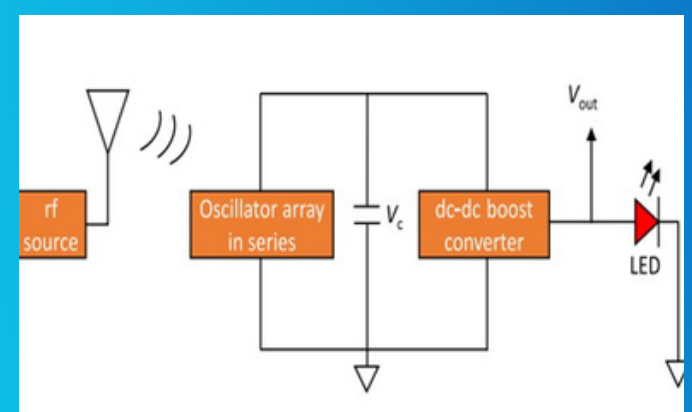 V_out
rf
source
Oscillator array
in series
V_c
dc-dc boost
converter
LED